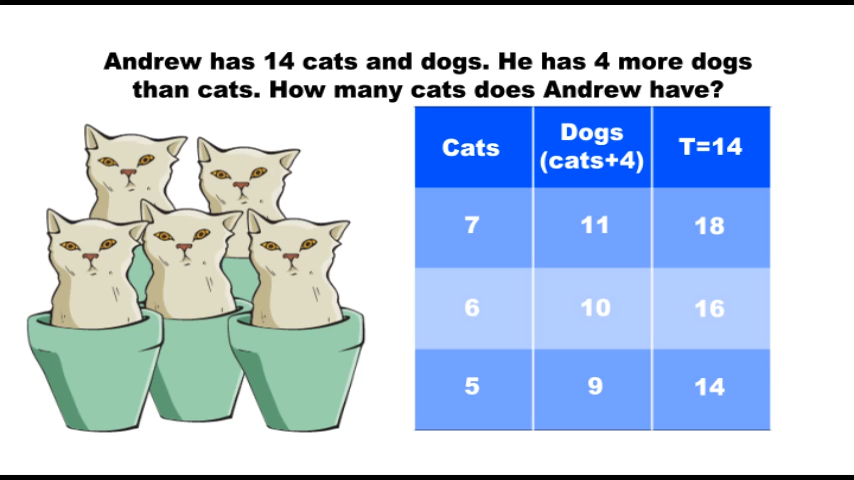 Andrew has 14 cats and dogs. He has 4 more dogs
than cats. How many cats does Andrew have?
Cats
Dogs
(cats+4)
T=14
7 11 18
6 10 16
5 9 14